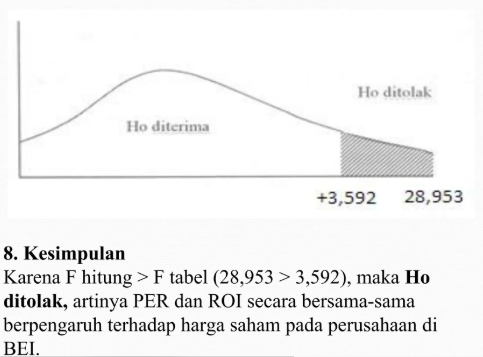 Ho ditolak
Ho diterima
+3,592 28,953
8. Kesimpulan
Karena F hitung > F tabel (28,953 > 3,592), maka Ho
ditolak, artinya PER dan ROI secara bersama-sama
berpengaruh terhadap harga saham pada perusahaan di
BEI.